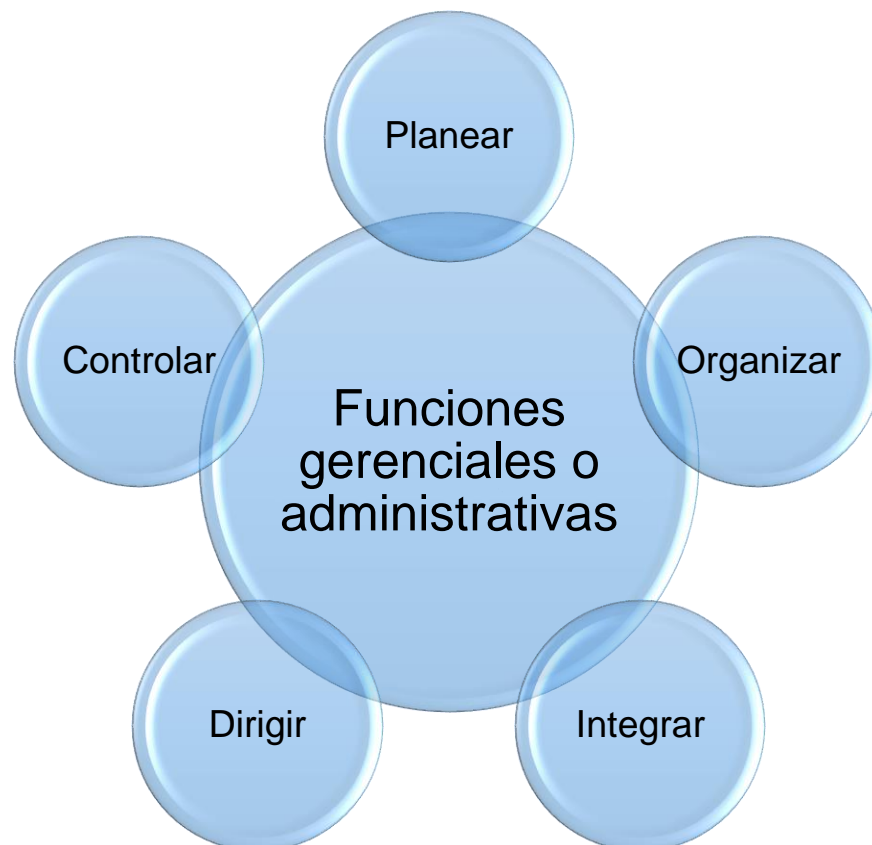 Planear
Controlar
Organizar
Funciones
gerenciales o
administrativas
Dirigir
Integrar